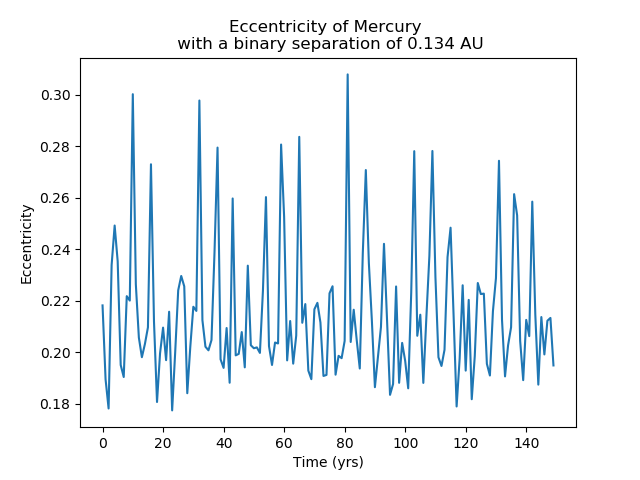 Eccentricity of Mercury
with a binary separation of 0.134 AU
0.30
0.28
0.26
0.24
0.22
0.20
0.18
Eccentricity
0 20 40 60 80 100 120 140
Time (yrs)